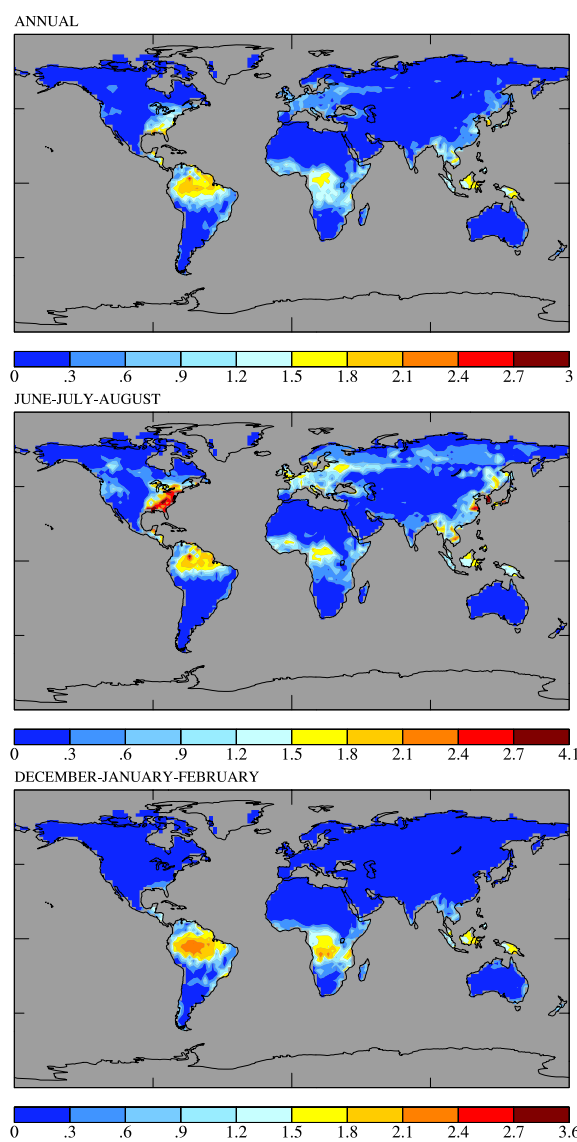 ANNUAL
0 .3 .6 .9 1.2 1.5 1.8 2.1 2.4 2.7 3
JUNE-JULY-AUGUST
0 .3 .6 .9 1.2 1.5 1.8 2.1 2.4 2.7 4.1
DECEMBER-JANUARY-FEBRUARY
0 .3 .6 .9 1.2 1.5 1.8 2.1 2.4 2.7 3.6